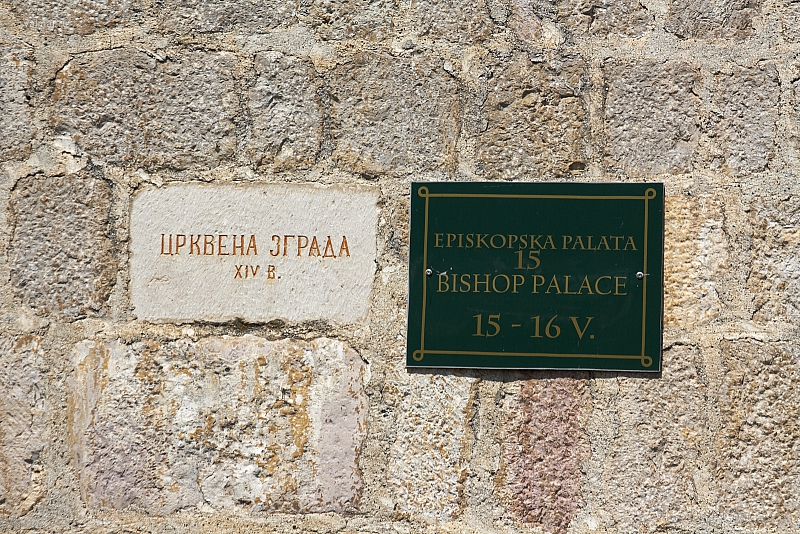 ЦРКВЕНА ЗГРАДА
XIV В.
EPISKOPSKA PALATA
15
BISHOP PALACE
15 - 16 V.